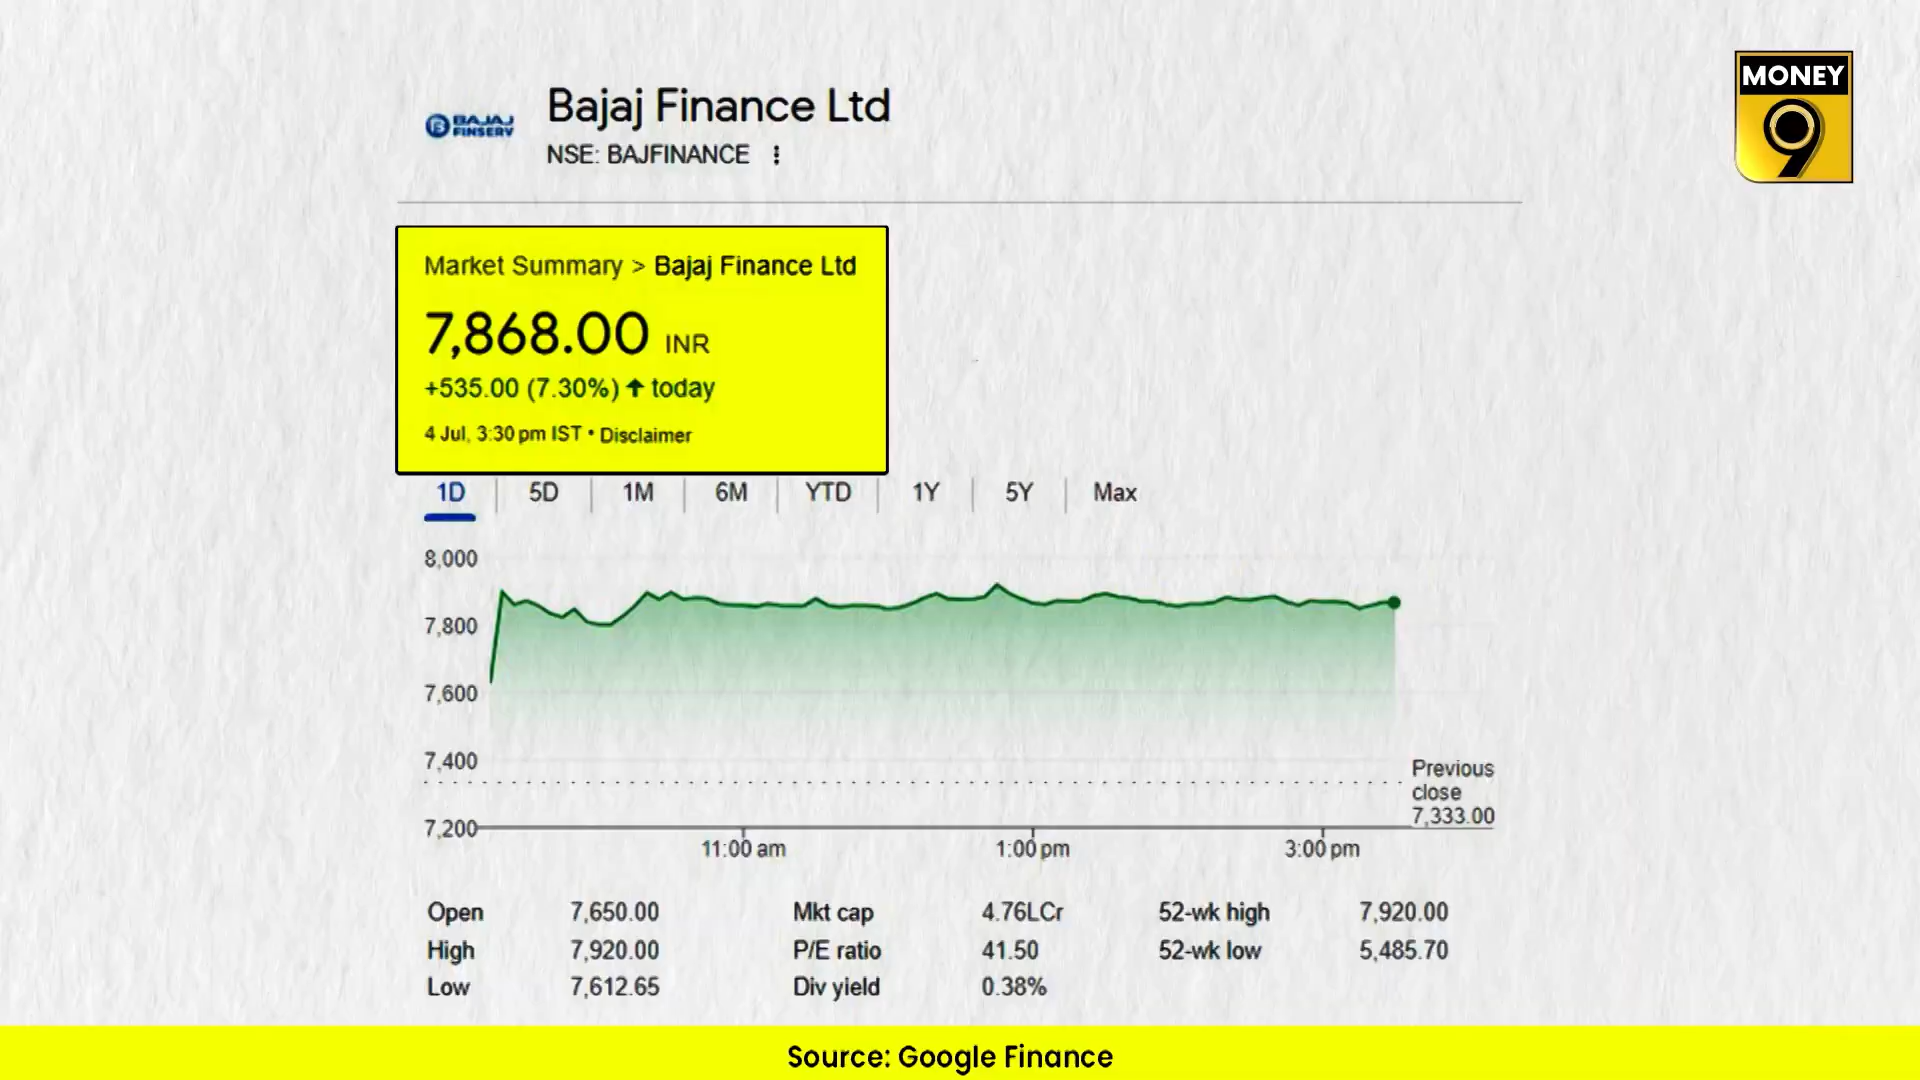 MONEY
9
BAJAJ
FINSERV
Bajaj Finance Ltd
NSE: BAJFINANCE
Market Summary > Bajaj Finance Ltd
7,868.00 INR
+535.00 (7.30%) ↑ today
4 Jul, 3:30 pm IST • Disclaimer
1D 5D 1M 6M YTD 1Y 5Y Max
8,000
7,800
7,600
7,400
7,200
Previous
close
7,333.00
11:00 am 1:00 pm 3:00 pm
Open 7,650.00 Mkt cap 4.76LCr 52-wk high 7,920.00
High 7,920.00 P/E ratio 41.50 52-wk low 5,485.70
Low 7,612.65 Div yield 0.38%
Source: Google Finance